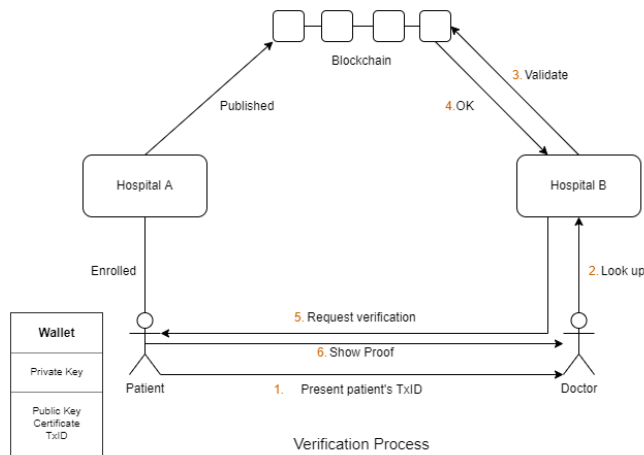 Blockchain
3. Validate
Published
4.OK
Hospital A
Hospital B
Enrolled
2. Look up
5. Request verification
Wallet
6. Show Proof
Private Key
Patient
1. Present patient's TxID
Doctor
Public Key
Certificate
TxID
Verification Process